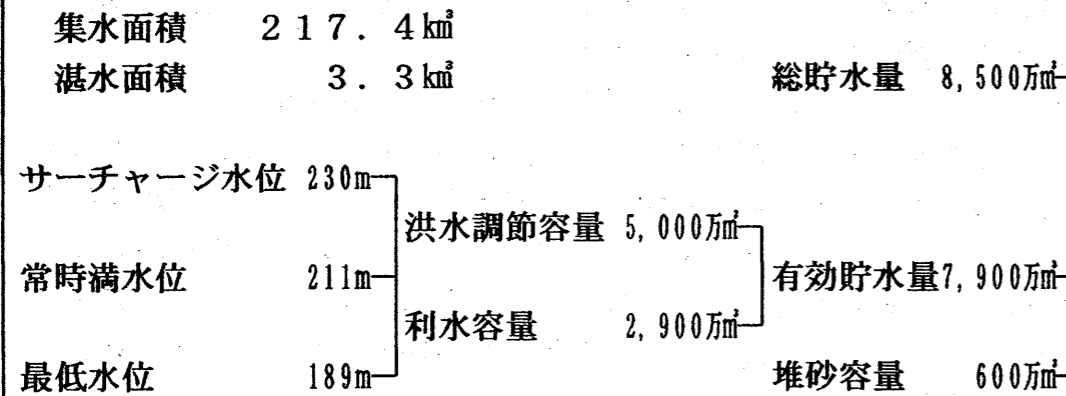 集水面積 217.4㎢
湛水面積 3.3㎢ 総貯水量 8,500万㎥
サーチャージ水位 230m
洪水調節容量 5,000万㎥
常時満水位 211m 有効貯水量 7,900万㎥
利水容量 2,900万㎥
最低水位 189m 堆砂容量 600万㎥